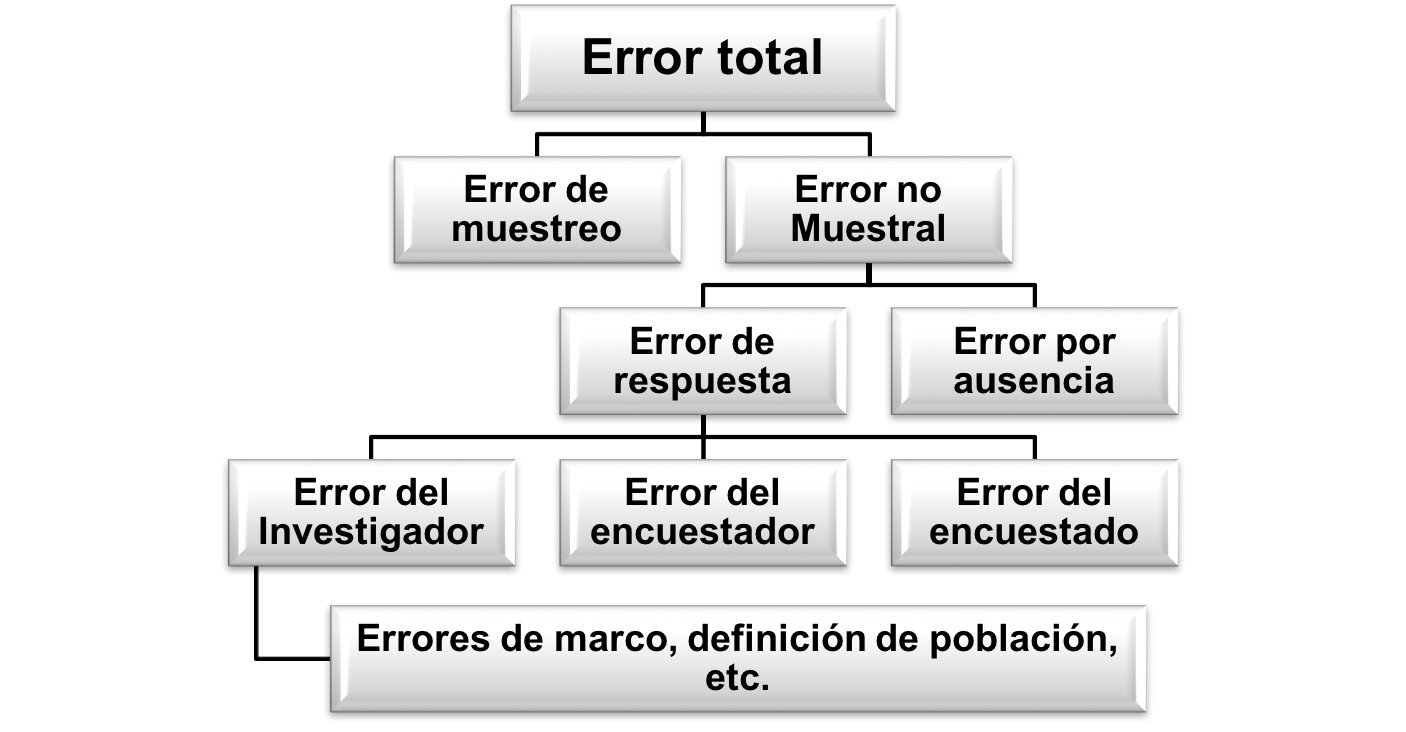 Error total
Error de
muestreo
Error no
Muestral
Error de
respuesta
Error por
ausencia
Error del
Investigador
Error del
encuestador
Error del
encuestado
Errores de marco, definición de población,
etc.